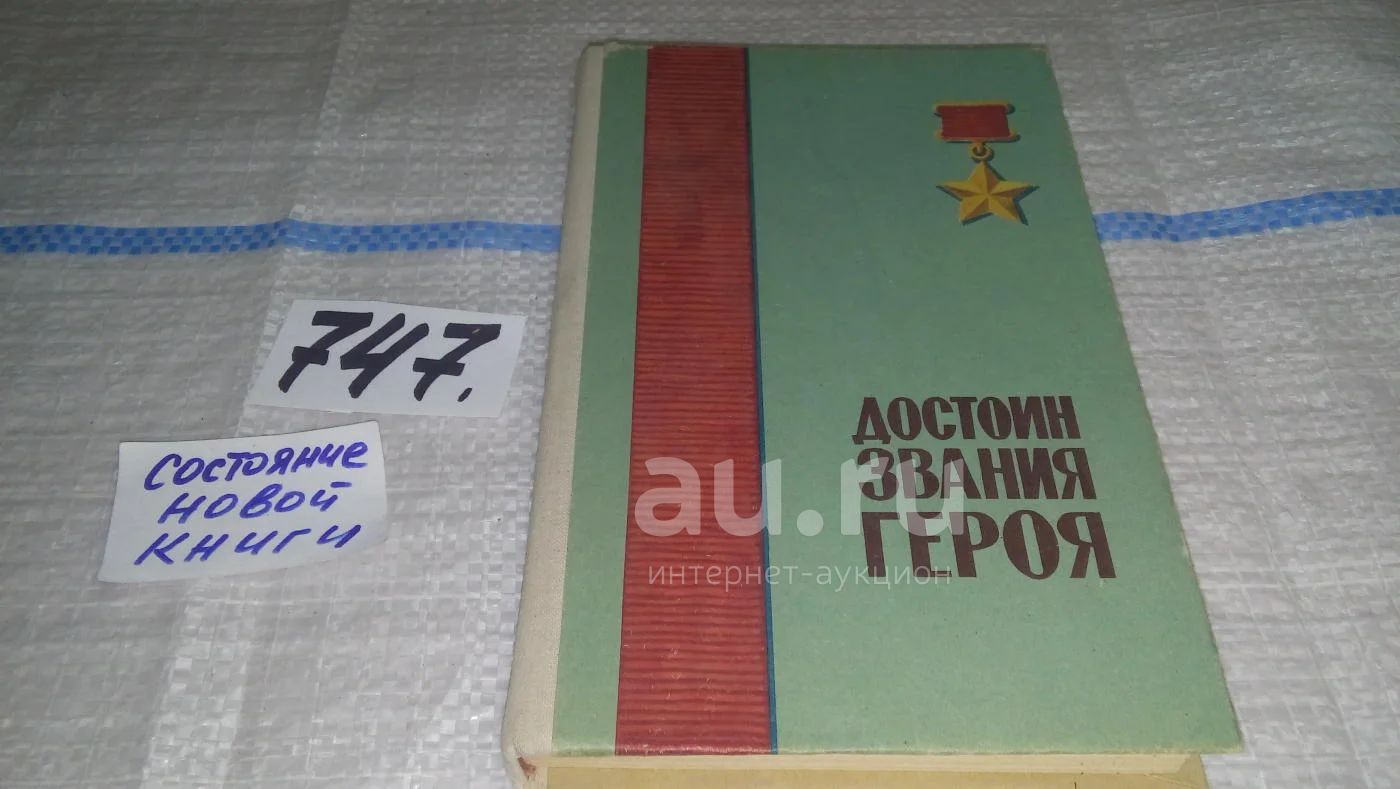 747.
СОСТОЯНИЕ
НОВОЙ
КНИГИ
ДОСТОИН
ЗВАНИЯ
ГЕРОЯ
au.ru
интернет-аукцион